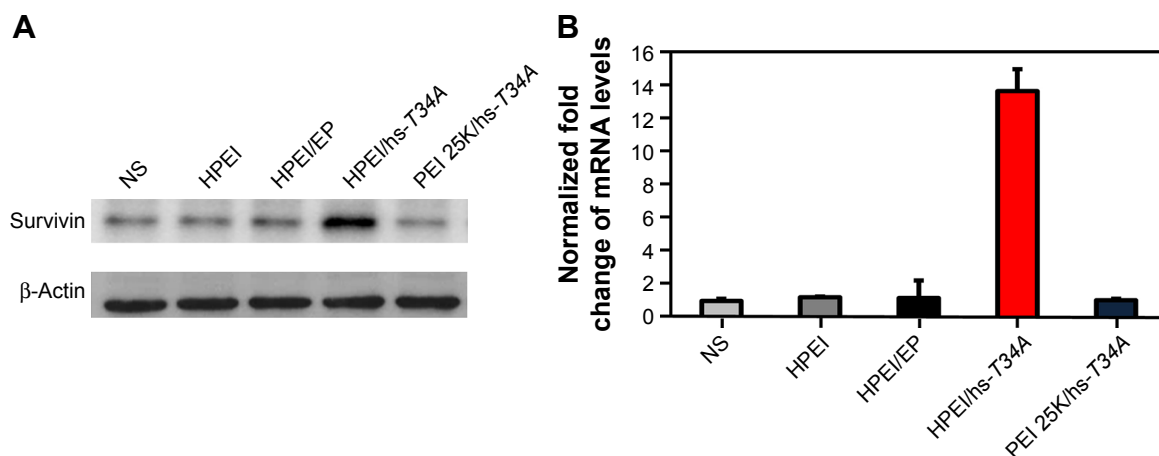 A
NS
HPEI
HPEI/EP
HPEI/hs-T34A
PEI 25K/hs-T34A
Survivin
β-Actin
B
Normalized fold
change of mRNA levels
16
14
12
10
8
6
4
2
0
NS
HPEI
HPEI/EP
HPEI/hs-T34A
PEI 25K/hs-T34A